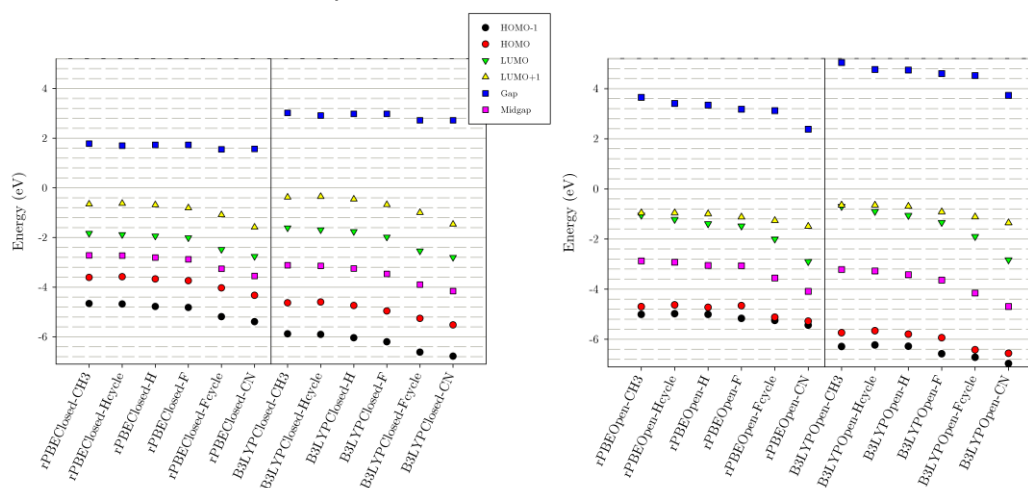 HOMO-1
HOMO
LUMO
LUMO+1
Gap
Midgap
Energy (eV)
4
2
0
-2
-4
-6
rPBEClosed-CH3
rPBEClosed-Hcycle
rPBEClosed-H
rPBEClosed-F
rPBEClosed-Fcycle
rPBEClosed-CN
B3LYPClosed-CH3
B3LYPClosed-Hcycle
B3LYPClosed-H
B3LYPClosed-F
B3LYPClosed-Fcycle
B3LYPClosed-CN
Energy (eV)
4
2
0
-2
-4
-6
rPBEOpen-CH3
rPBEOpen-Hcycle
rPBEOpen-H
rPBEOpen-F
rPBEOpen-Fcycle
rPBEOpen-CN
B3LYPOpen-CH3
B3LYPOpen-Hcycle
B3LYPOpen-H
B3LYPOpen-F
B3LYPOpen-Fcycle
B3LYPOpen-CN